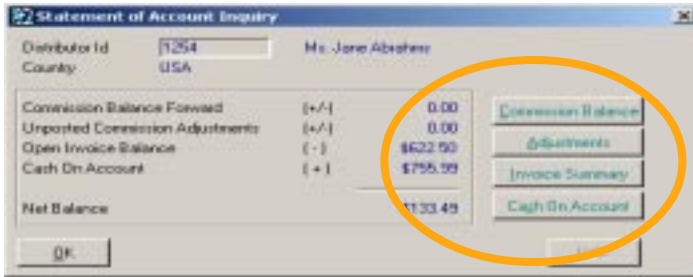 Statement of Account Inquiry
Distributor Id 1254 Ms. Jane
Country USA
Commission Balance Forward (+/-) 0.00 Commission Balance
Unposted Commission Adjustments (+/-) 0.00 Adjustments
Open Invoice Balance (-) $622.50 Invoice Summary
Cash On Account (+) $755.99 Cash On Account
Net Balance $133.49
OK